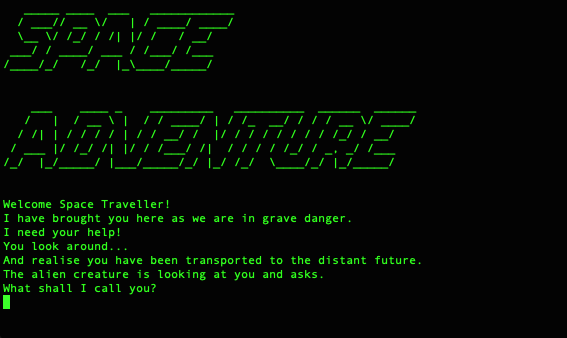 SPACE
ADVENTURE
Welcome Space Traveller!
I have brought you here as we are in grave danger.
I need your help!
You look around...
And realise you have been transported to the distant future.
The alien creature is looking at you and asks.
What shall I call you?